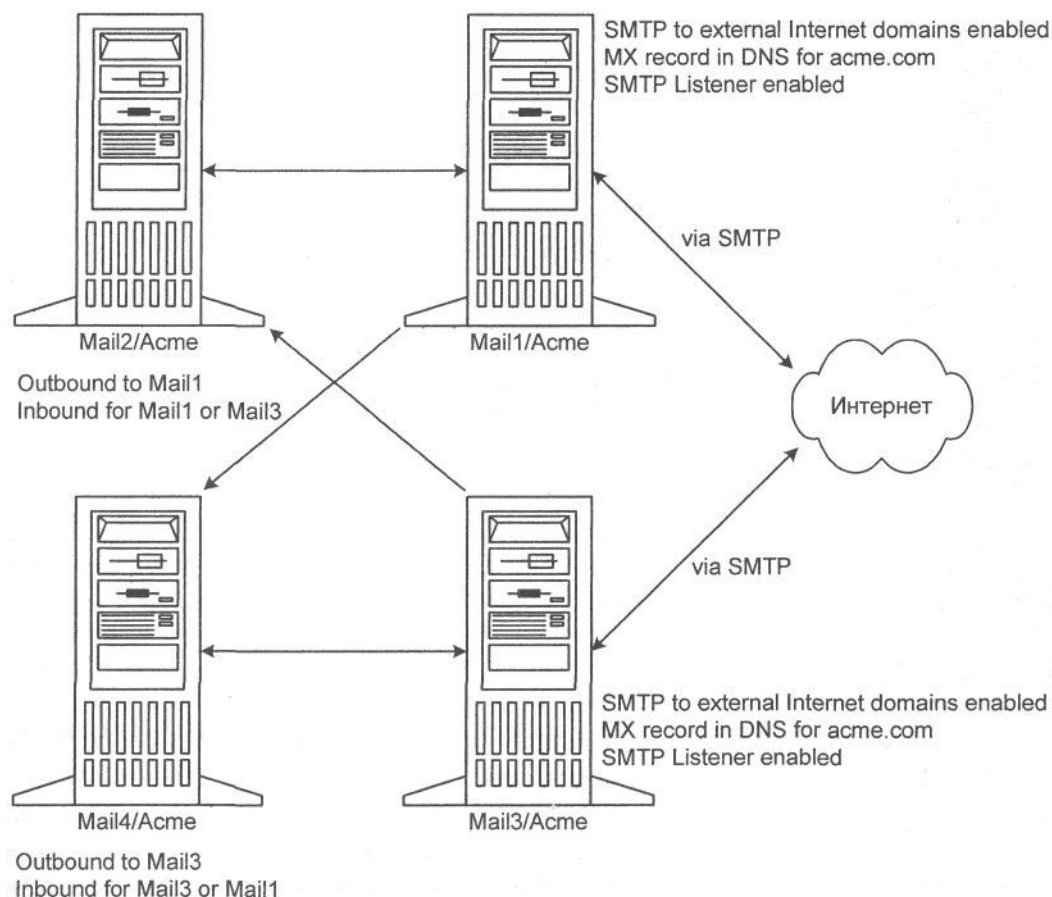 SMTP to external Internet domains enabled
MX record in DNS for acme.com
SMTP Listener enabled
via SMTP
Mail2/Acme
Mail1/Acme
Outbound to Mail1
Inbound for Mail1 or Mail3
Интернет
via SMTP
SMTP to external Internet domains enabled
MX record in DNS for acme.com
SMTP Listener enabled
Mail4/Acme
Mail3/Acme
Outbound to Mail3
Inbound for Mail3 or Mail1